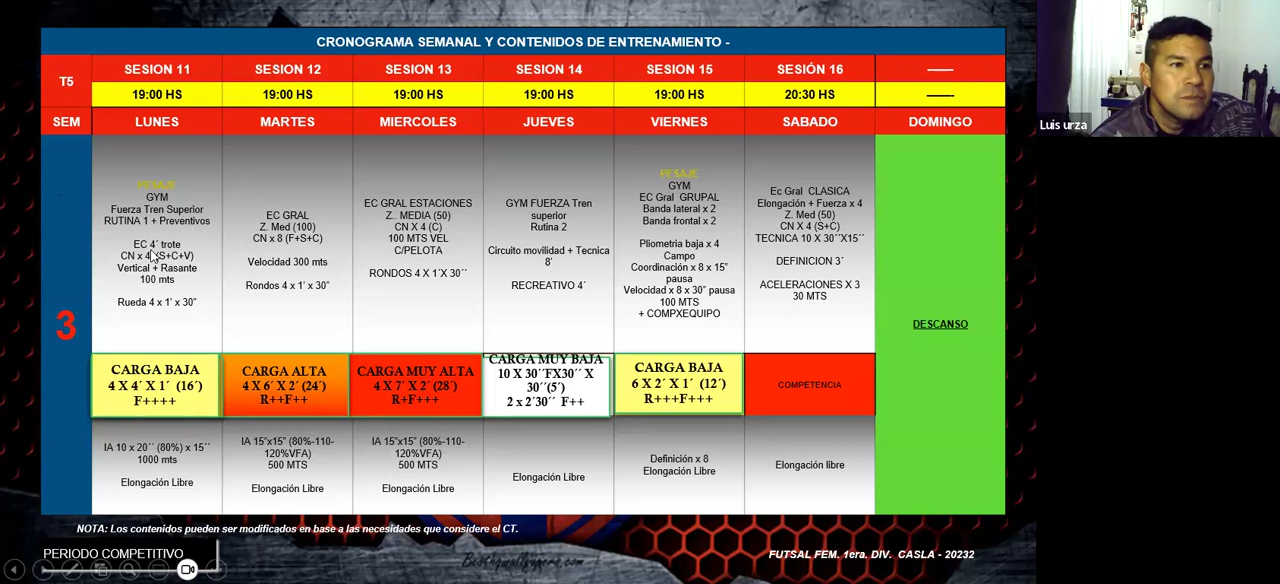 CRONOGRAMA SEMANAL Y CONTENIDOS DE ENTRENAMIENTO -
T5
SESION 11
SESION 12
SESION 13
SESION 14
SESION 15
SESIÓN 16
19:00 HS
19:00 HS
19:00 HS
19:00 HS
19:00 HS
20:30 HS
SEM
LUNES
MARTES
MIERCOLES
JUEVES
VIERNES
SABADO
DOMINGO
3
PESAJE
GYM
Fuerza Tren Superior
RUTINA 1 + Preventivos
EC 4´ trote
CN x 4 (S+C+V)
Vertical + Rasante
100 mts
Rueda 4 x 1' x 30"
EC GRAL
Z. Med (100)
CN x 8 (F+S+C)
Velocidad 300 mts
Rondos 4 x 1' x 30"
EC GRAL ESTACIONES
Z.. MEDIA (50)
CN X 4 (C)
100 MTS VEL
C/PELOTA
RONDOS 4 X 1´X 30´´
GYM FUERZA Tren
superior
Rutina 2
Circuito movilidad + Tecnica
8'
RECREATIVO 4´
PESAJE
GYM
EC Gral GRUPAL
Banda lateral x 2
Banda frontal x 2
Pliometria baja x 4
Campo
Coordinación x 8 x 15"
pausa
Velocidad x 8 x 30" pausa
100 MTS
+ COMPXEQUIPO
Ec Gral CLASICA
Elongación + Fuerza x 4
Z. Med (50)
CN X 4 (S+C)
TECNICA 10 X 30´´X15´´
DEFINICION 3´
ACELERACIONES X 3
30 MTS
DESCANSO
CARGA BAJA
4 X 4´ X 1´ (16´)
F++++
CARGA ALTA
4 X 6´ X 2´ (24´)
R++F++
CARGA MUY ALTA
4 X 7´ X 2´ (28´)
R+F+++
CARGA MUY BAJA
10 X 30´´FX30´´ X
30´´(5´)
2 x 2´30´´ F++
CARGA BAJA
6 X 2´ X 1´ (12´)
R+++F+++
COMPETENCIA
IA 10 x 20´´ (80%) x 15´´
1000 mts
Elongación Libre
IA 15"x15" (80%-110-
120%VFA)
500 MTS
Elongación Libre
IA 15"x15" (80%-110-
120%VFA)
500 MTS
Elongación Libre
Elongación Libre
Definición x 8
Elongación Libre
Elongación libre
NOTA: Los contenidos pueden ser modificados en base a las necesidades que considere el CT.
PERIODO COMPETITIVO
FUTSAL FEM. 1era. DIV. CASLA - 20232
Luis urza